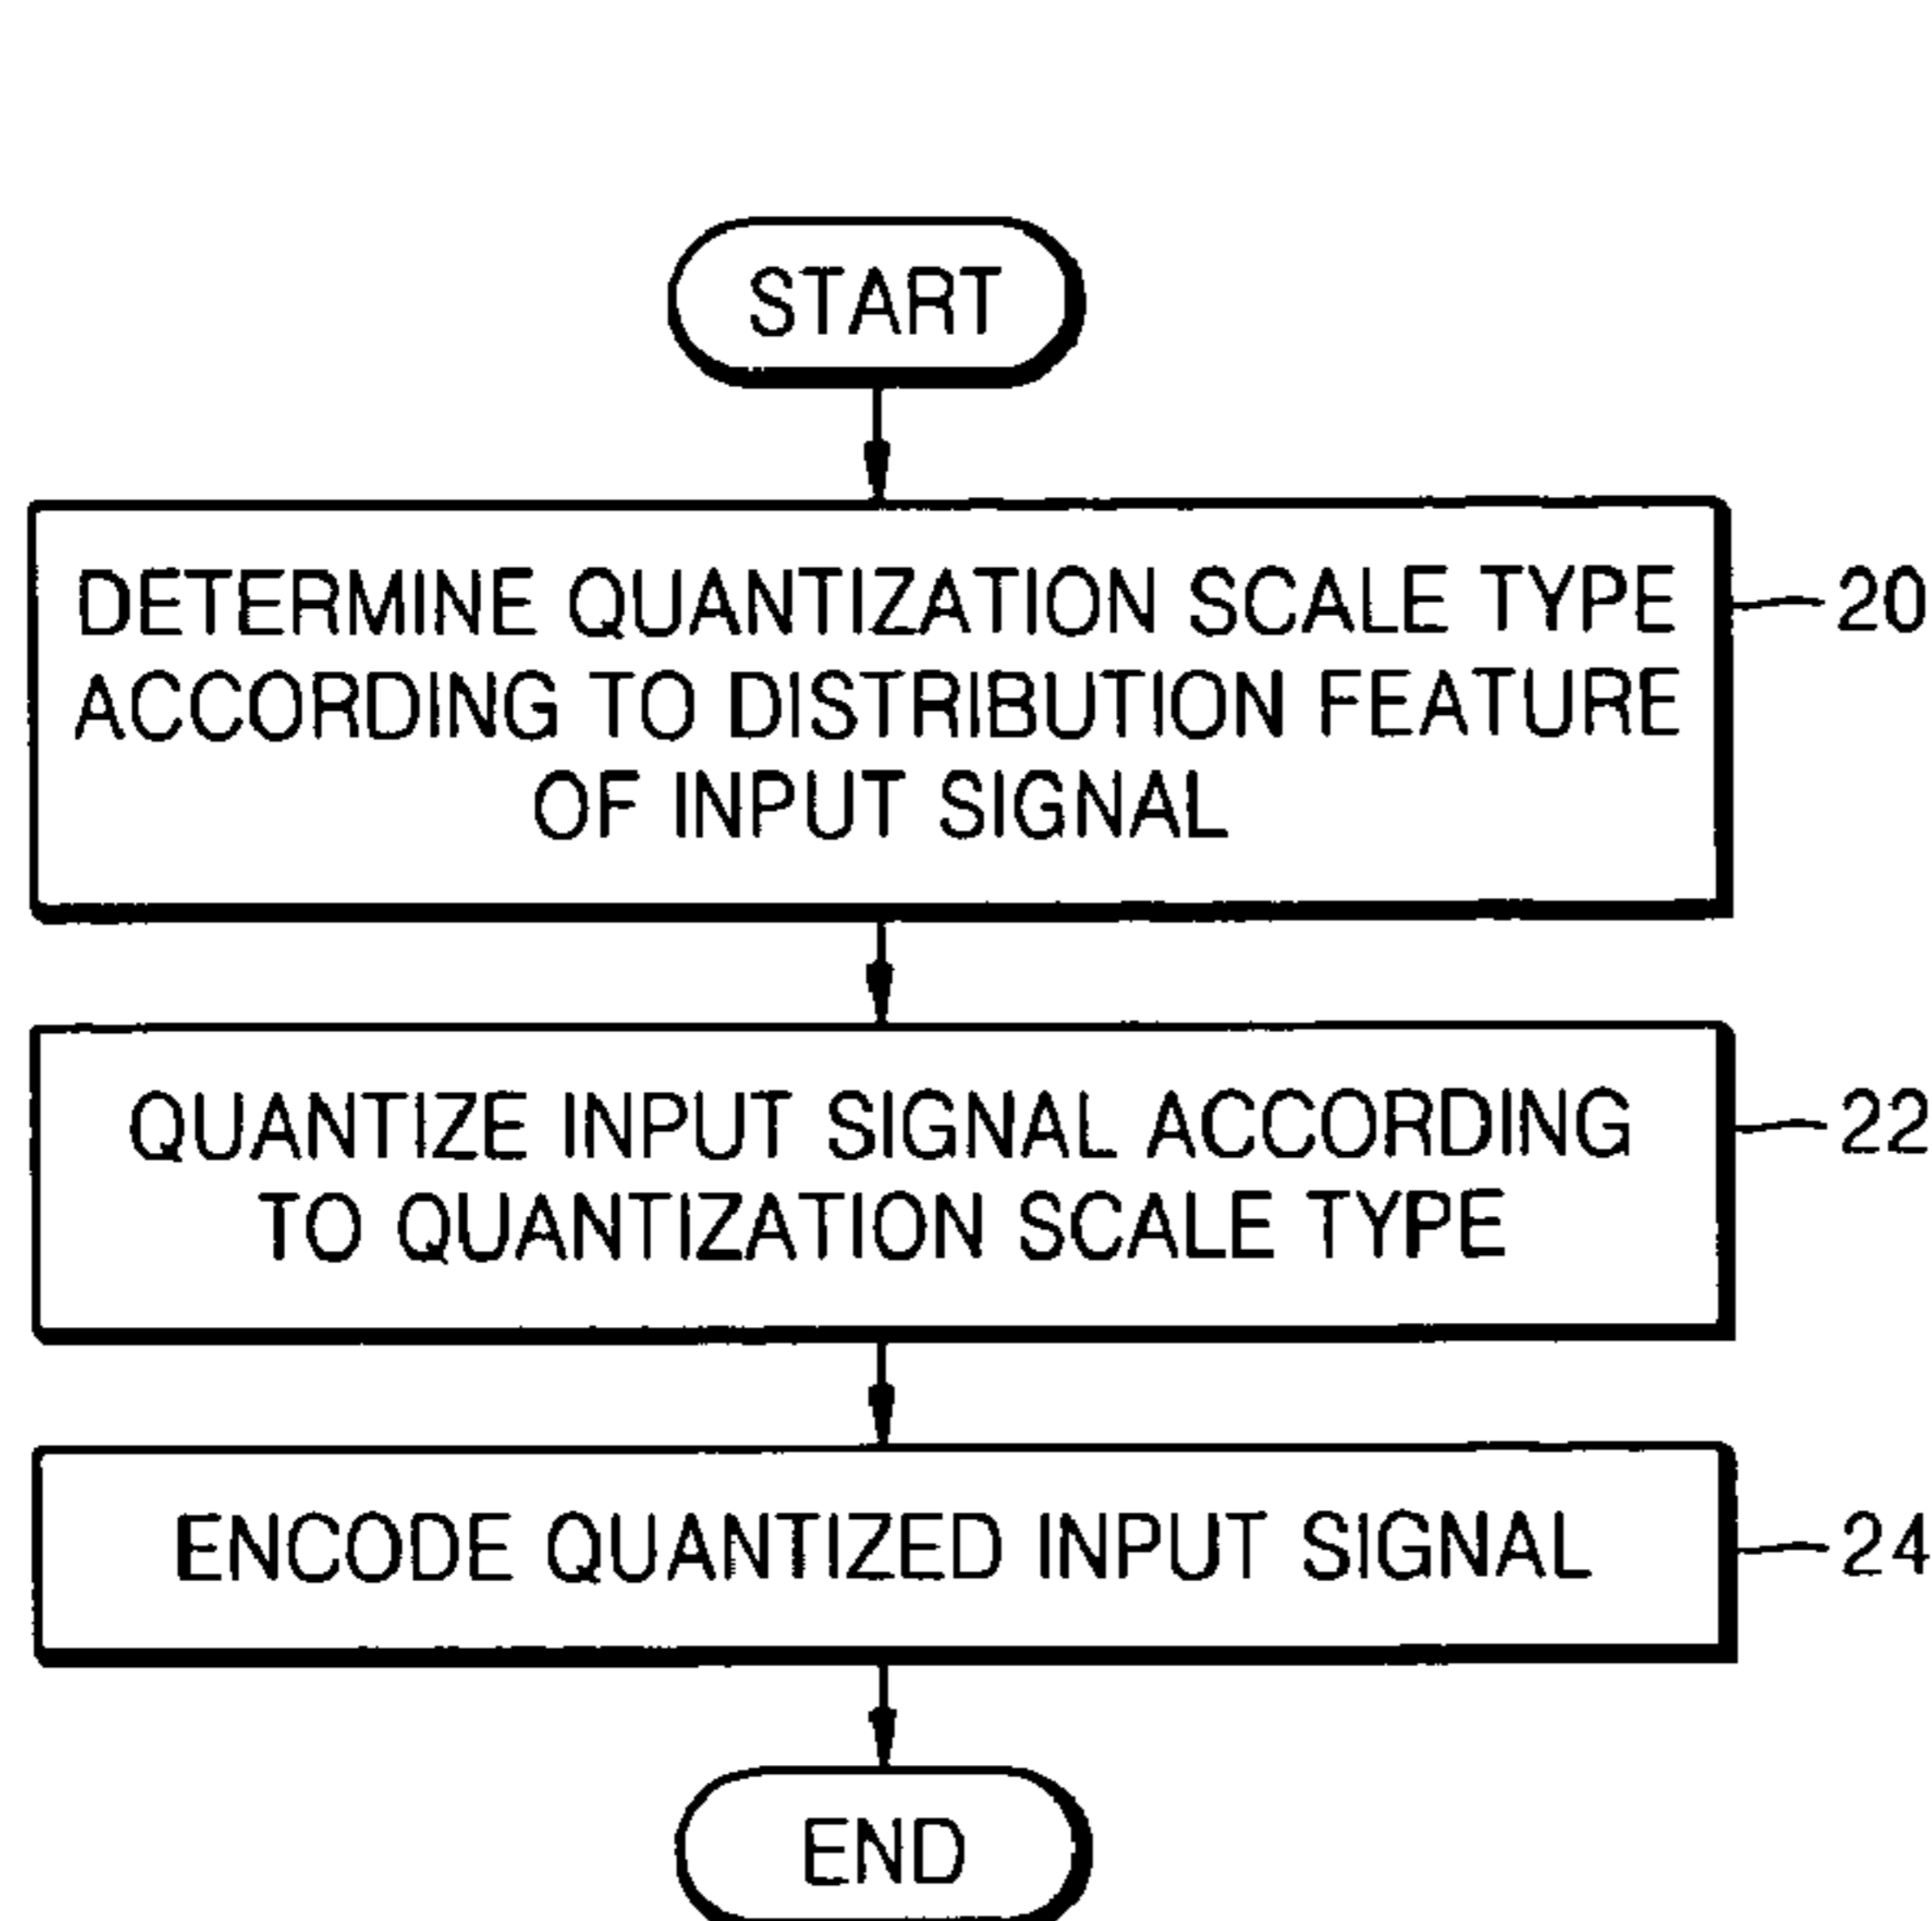 START
DETERMINE QUANTIZATION SCALE TYPE
20
ACCORDING TO DISTRIBUTION FEATURE
OF INPUT SIGNAL
QUANTIZE INPUT SIGNAL ACCORDING
22
TO QUANTIZATION SCALE TYPE
ENCODE QUANTIZED INPUT SIGNAL
24
END